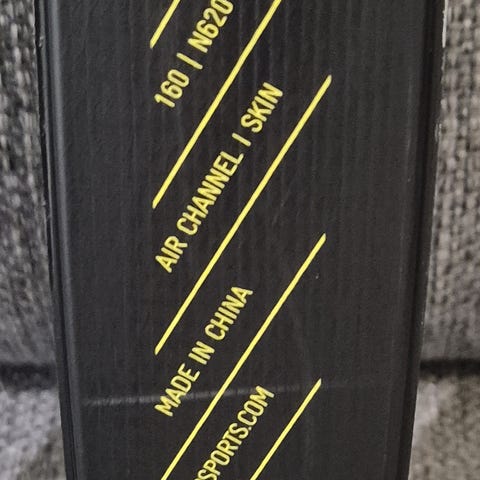 160 | N620
AIR CHANNEL | SKIN
MADE IN CHINA
SPORTS.COM